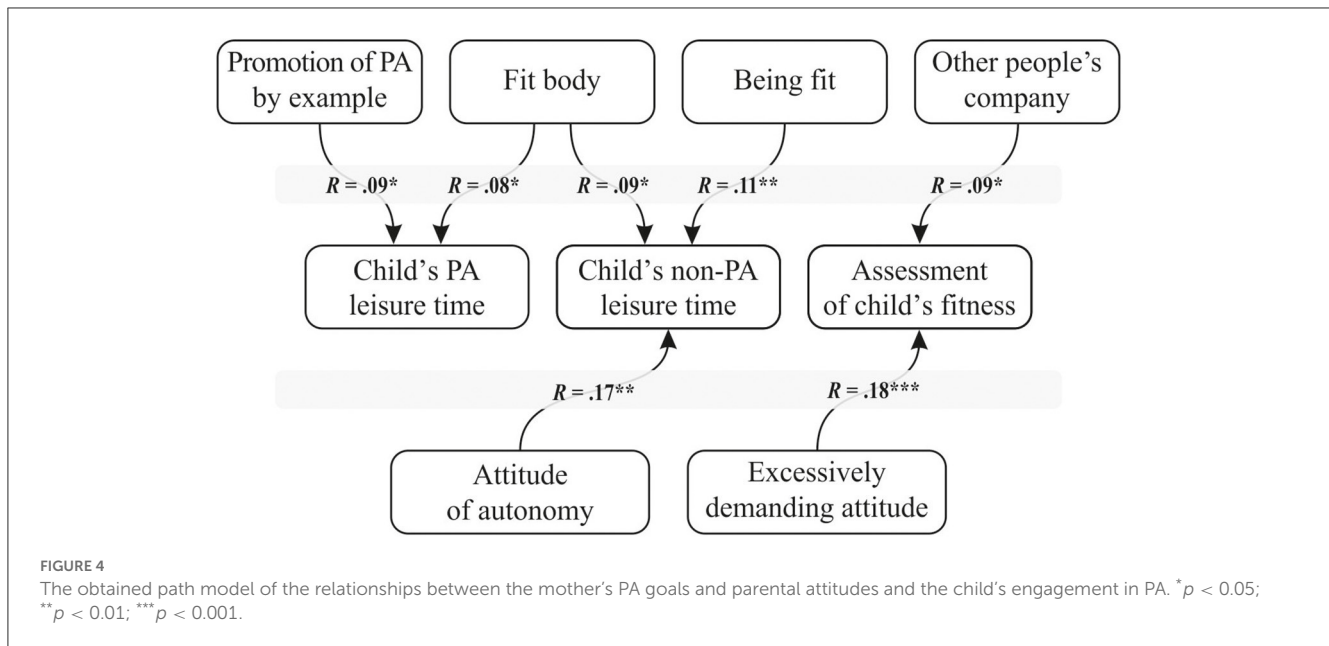 Promotion of PA
by example
Fit body
Being fit
Other people’s
company
R = .09*
R = .08*
R = .09*
R = .11**
R = .09*
Child’s PA
leisure time
Child’s non-PA
leisure time
Assessment
of child’s fitness
R = .17**
R = .18***
Attitude
of autonomy
Excessively
demanding attitude
FIGURE 4
The obtained path model of the relationships between the mother’s PA goals and parental attitudes and the child’s engagement in PA. *p < 0.05;
**p < 0.01; ***p < 0.001.